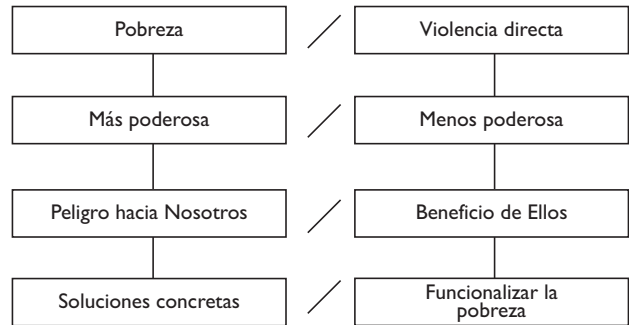 Pobreza
Violencia directa
Más poderosa
Menos poderosa
Peligro hacia Nosotros
Beneficio de Ellos
Soluciones concretas
Funcionalizar la
pobreza